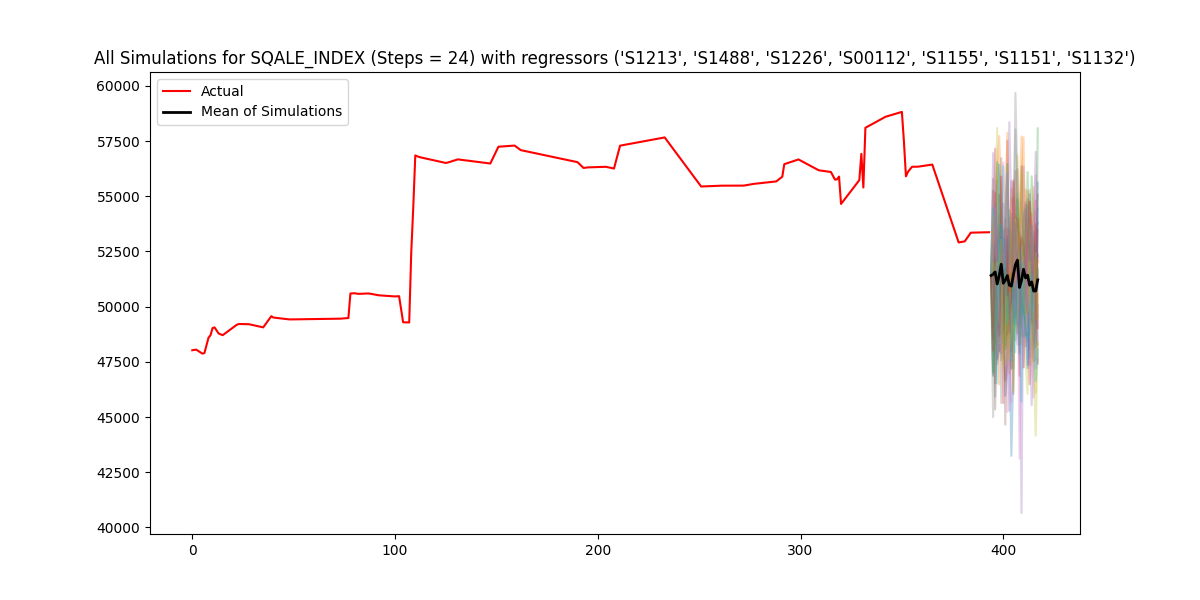 All Simulations for SQALE_INDEX (Steps = 24) with regressors ('S1213', 'S1488', 'S1226', 'S00112', 'S1155', 'S1151', 'S1132')
Actual
Mean of Simulations
60000
57500
55000
52500
50000
47500
45000
42500
40000
0 100 200 300 400